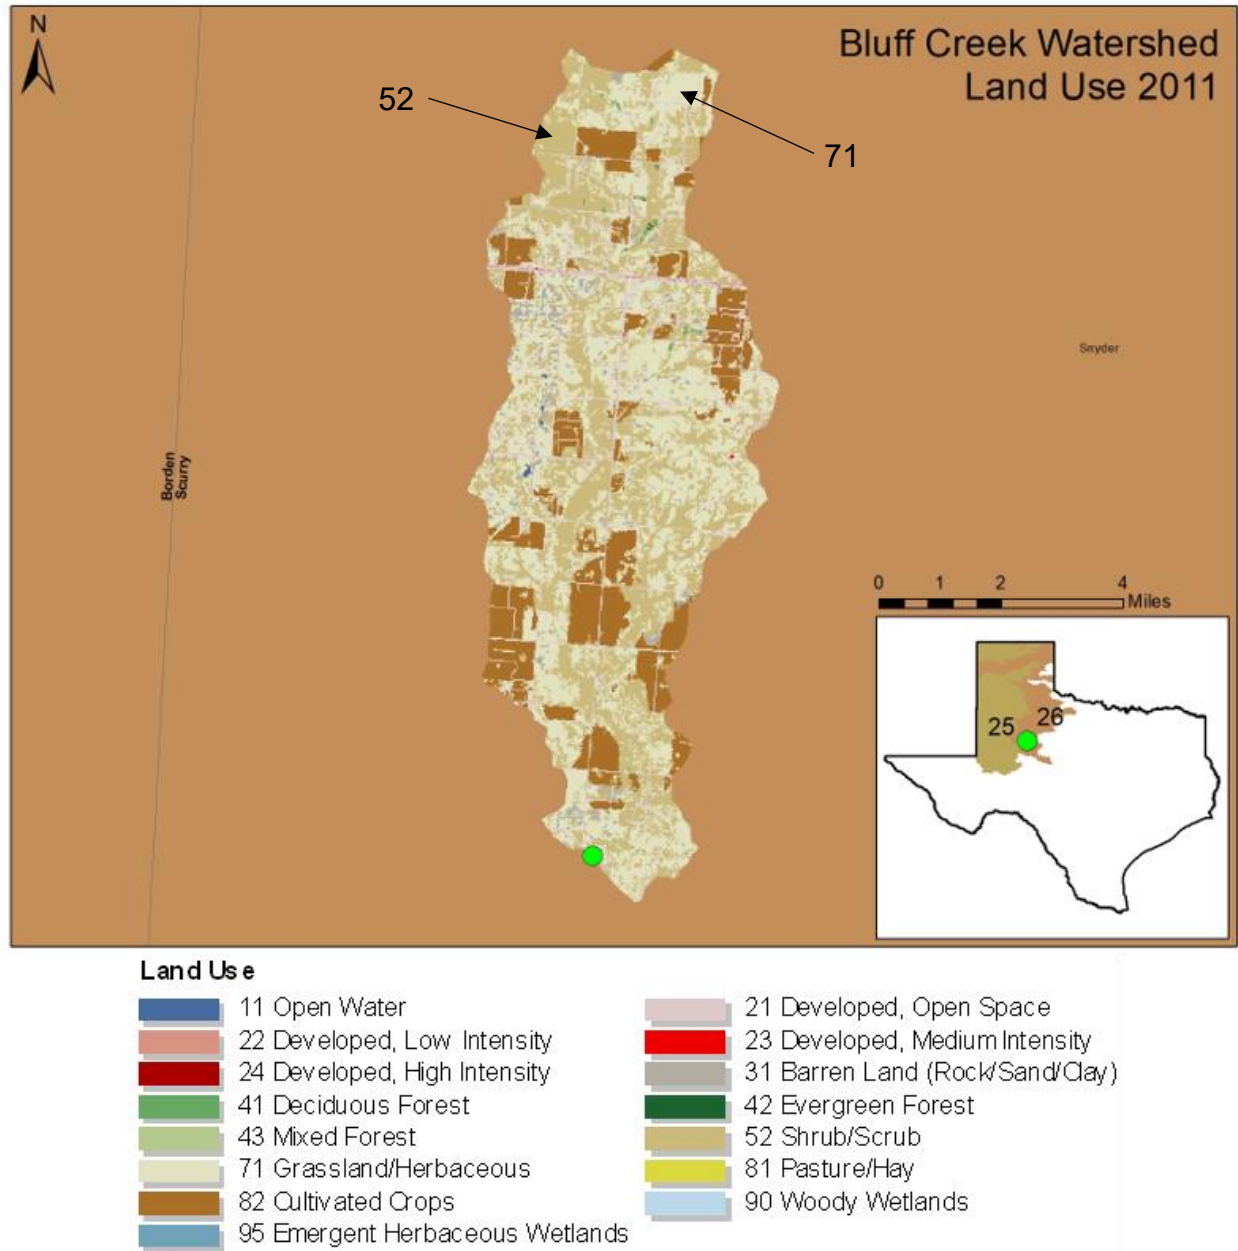 N
Bluff Creek Watershed
Land Use 2011
52
71
Snyder
Borden
Scurry
0 1 2 4
Miles
25 26
Land Use
11 Open Water
21 Developed, Open Space
22 Developed, Low Intensity
23 Developed, Medium Intensity
24 Developed, High Intensity
31 Barren Land (Rock/Sand/Clay)
41 Deciduous Forest
42 Evergreen Forest
43 Mixed Forest
52 Shrub/Scrub
71 Grassland/Herbaceous
81 Pasture/Hay
82 Cultivated Crops
90 Woody Wetlands
95 Emergent Herbaceous Wetlands